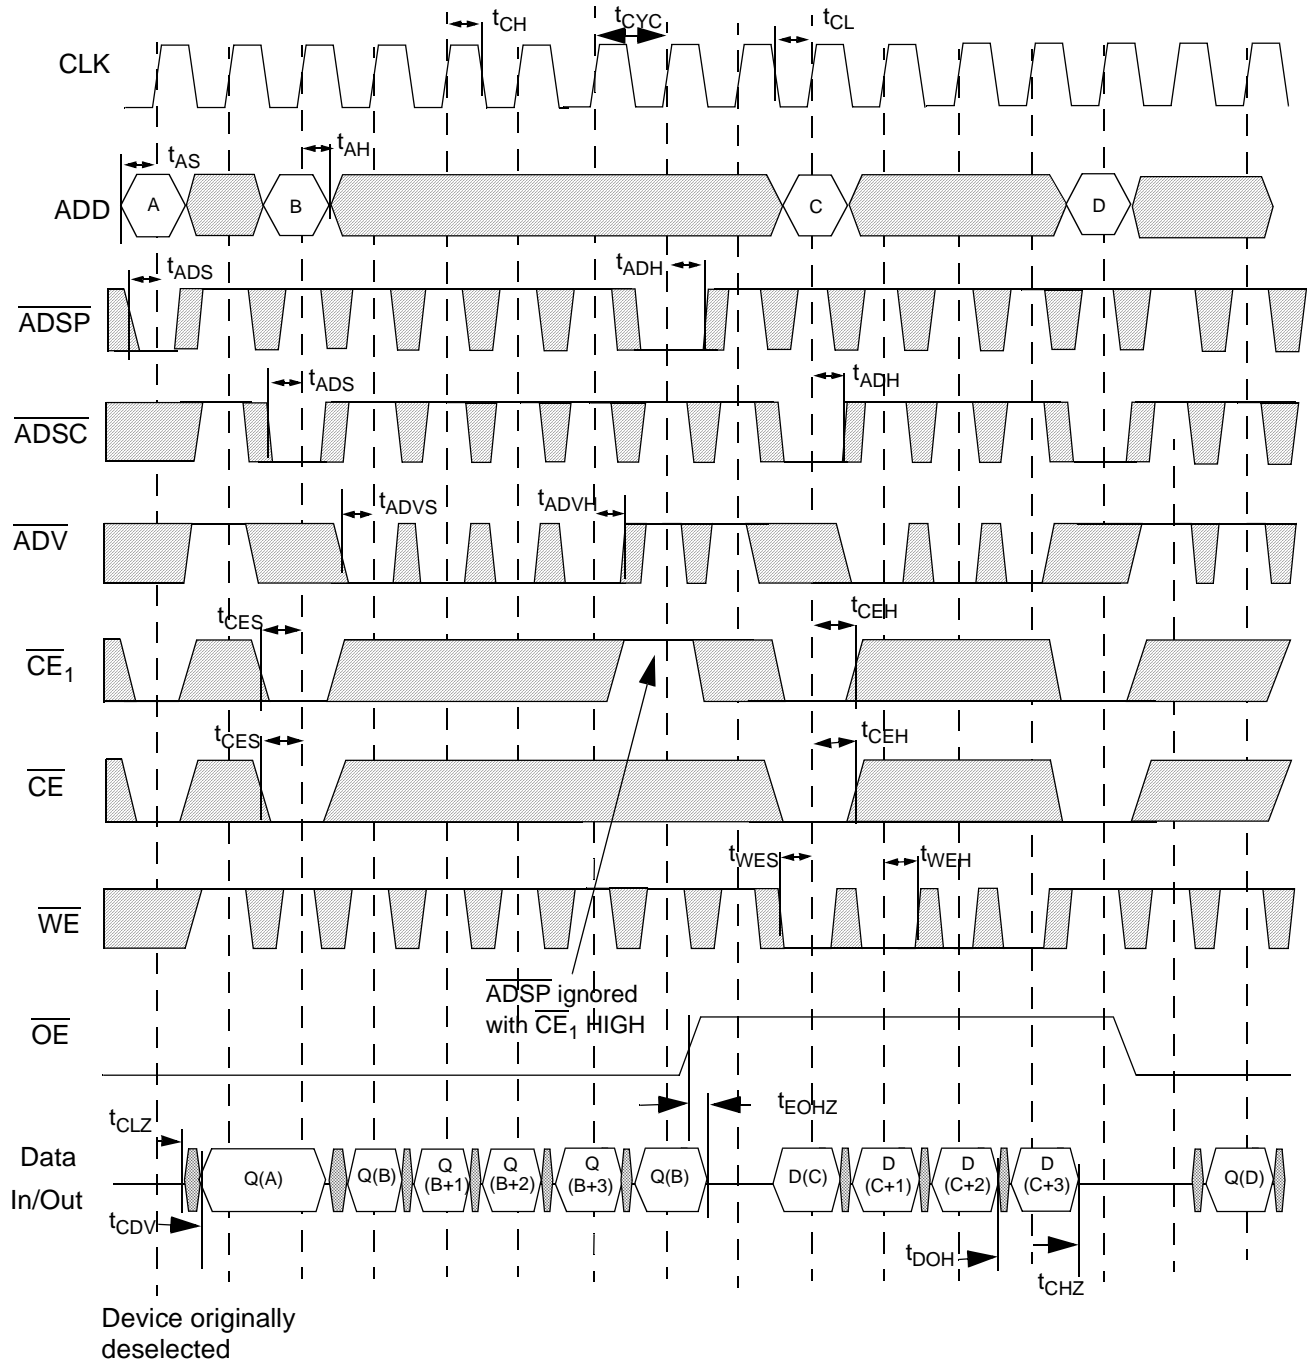 tCH
tCYC
tCL
CLK
tAS
tAH
ADD
A
B
C
D
tADS
tADH
ADSP
tADS
tADH
ADSC
tADVS
tADVH
ADV
tCES
tCEH
CE1
tCES
tCEH
CE
tWES
tWEH
WE
ADSP ignored
with CE1 HIGH
OE
tEOHZ
tCLZ
Data
In/Out
Q(A)
Q(B)
Q
(B+1)
Q
(B+2)
Q
(B+3)
Q(B)
D(C)
D
(C+1)
D
(C+2)
D
(C+3)
Q(D)
tCDV
tDOH
tCHZ
Device originally
deselected